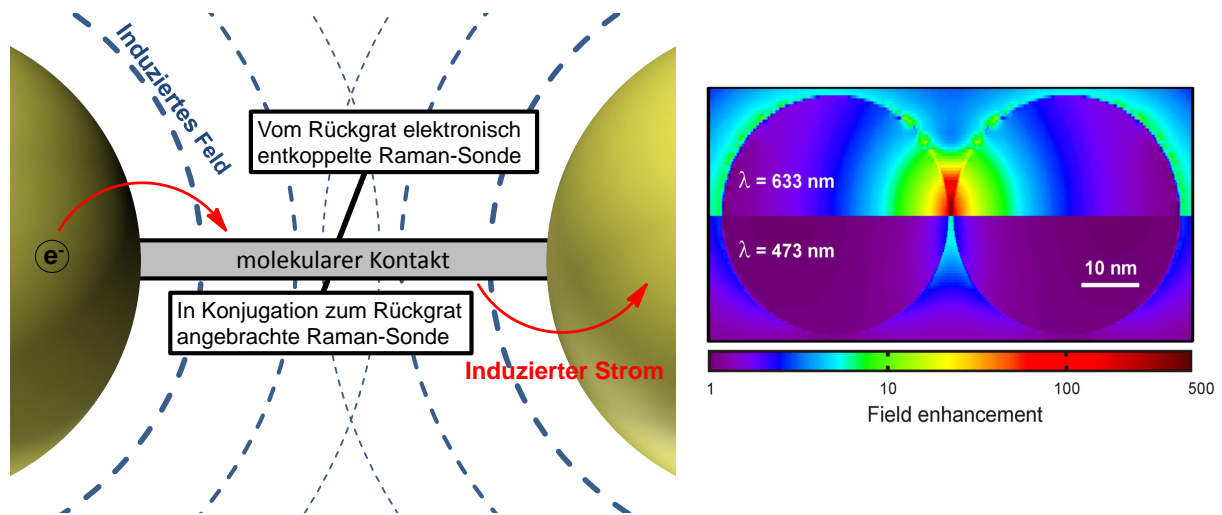 Induziertes Feld
Vom Rückgrat elektronisch
entkoppelte Raman-Sonde
e-
molekularer Kontakt
In Konjugation zum Rückgrat
angebrachte Raman-Sonde
Induzierter Strom
λ = 633 nm
λ = 473 nm
10 nm
1 10 100 500
Field enhancement